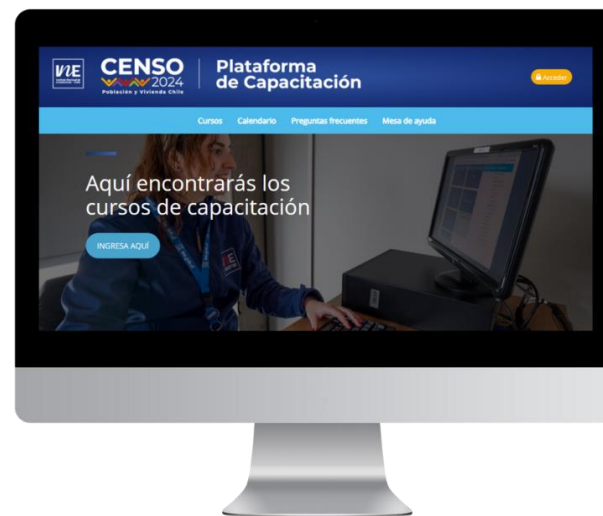 INE
CENSO
2024
Población y Vivienda Chile
Plataforma
de Capacitación
Acceder
Cursos Calendario Preguntas frecuentes Mesa de ayuda
Aquí encontrarás los
cursos de capacitación
INGRESA AQUÍ